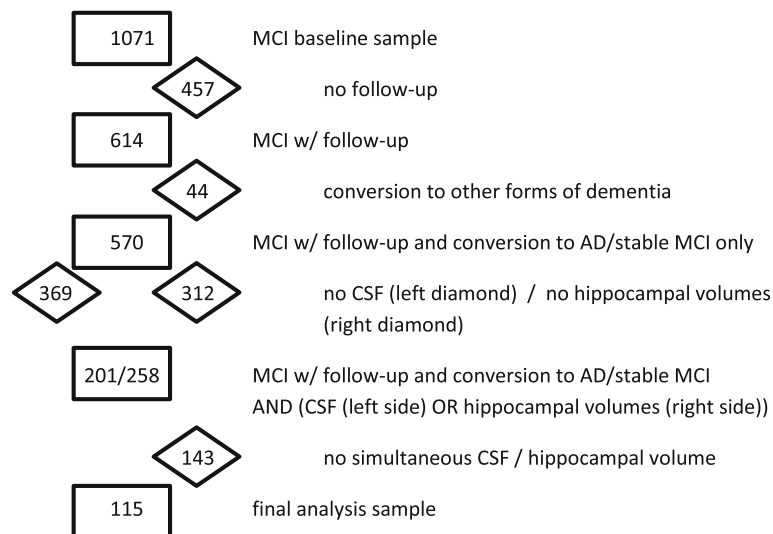 1071 MCI baseline sample
457 no follow-up
614 MCI w/ follow-up
44 conversion to other forms of dementia
570 MCI w/ follow-up and conversion to AD/stable MCI only
369 312 no CSF (left diamond) / no hippocampal volumes
(right diamond)
201/258 MCI w/ follow-up and conversion to AD/stable MCI
AND (CSF (left side) OR hippocampal volumes (right side))
143 no simultaneous CSF / hippocampal volume
115 final analysis sample